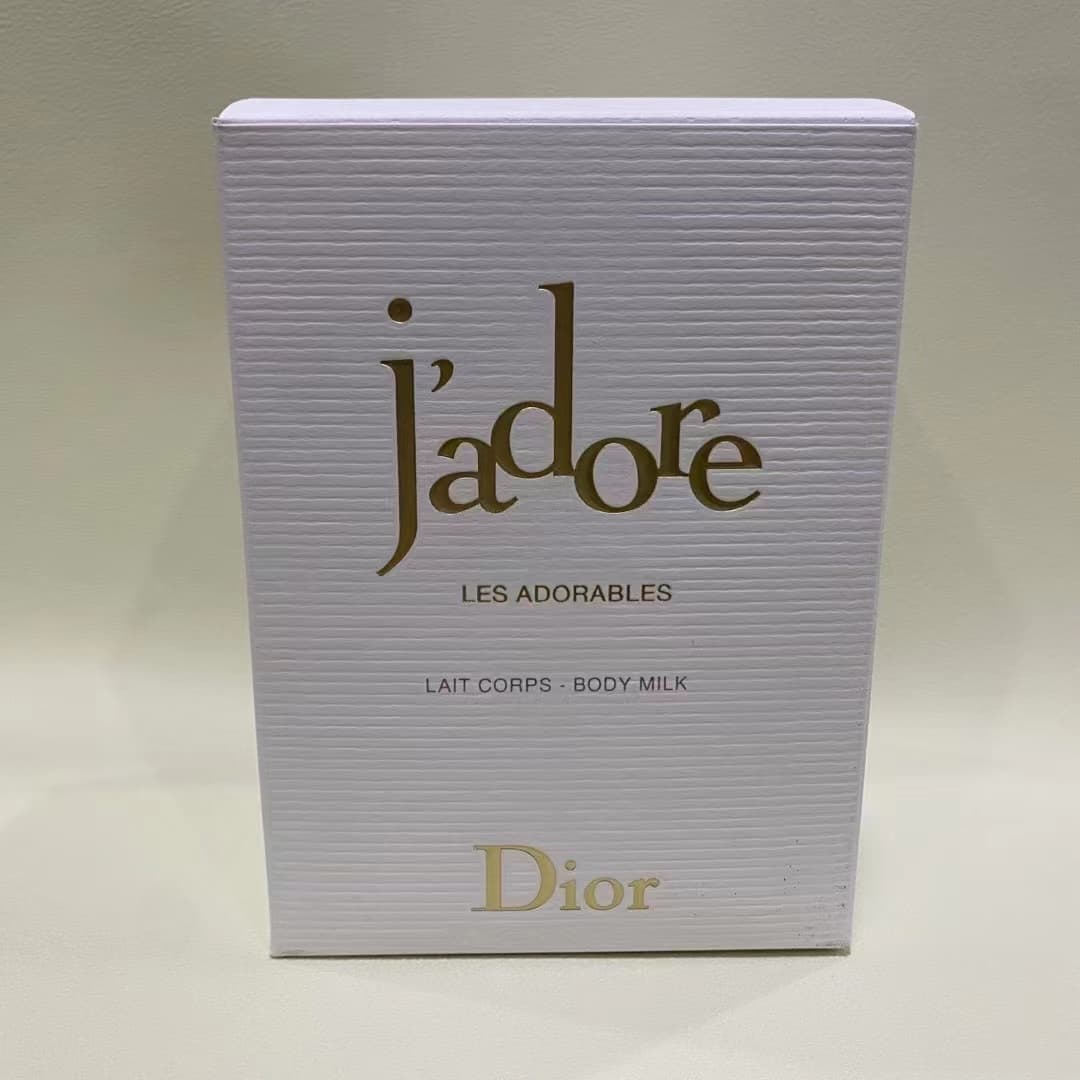 j'adore
LES ADORABLES
LAIT CORPS - BODY MILK
Dior